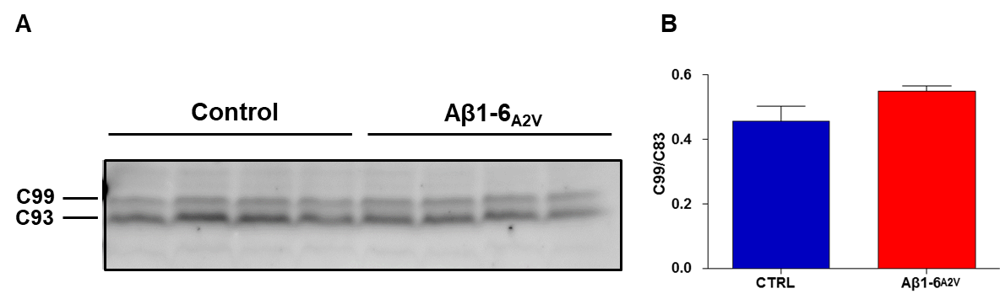 A
Control
Aβ1-6A2V
C99
C93
B
0.6
0.4
0.2
0.0
C99/C83
CTRL
Aβ1-6A2V